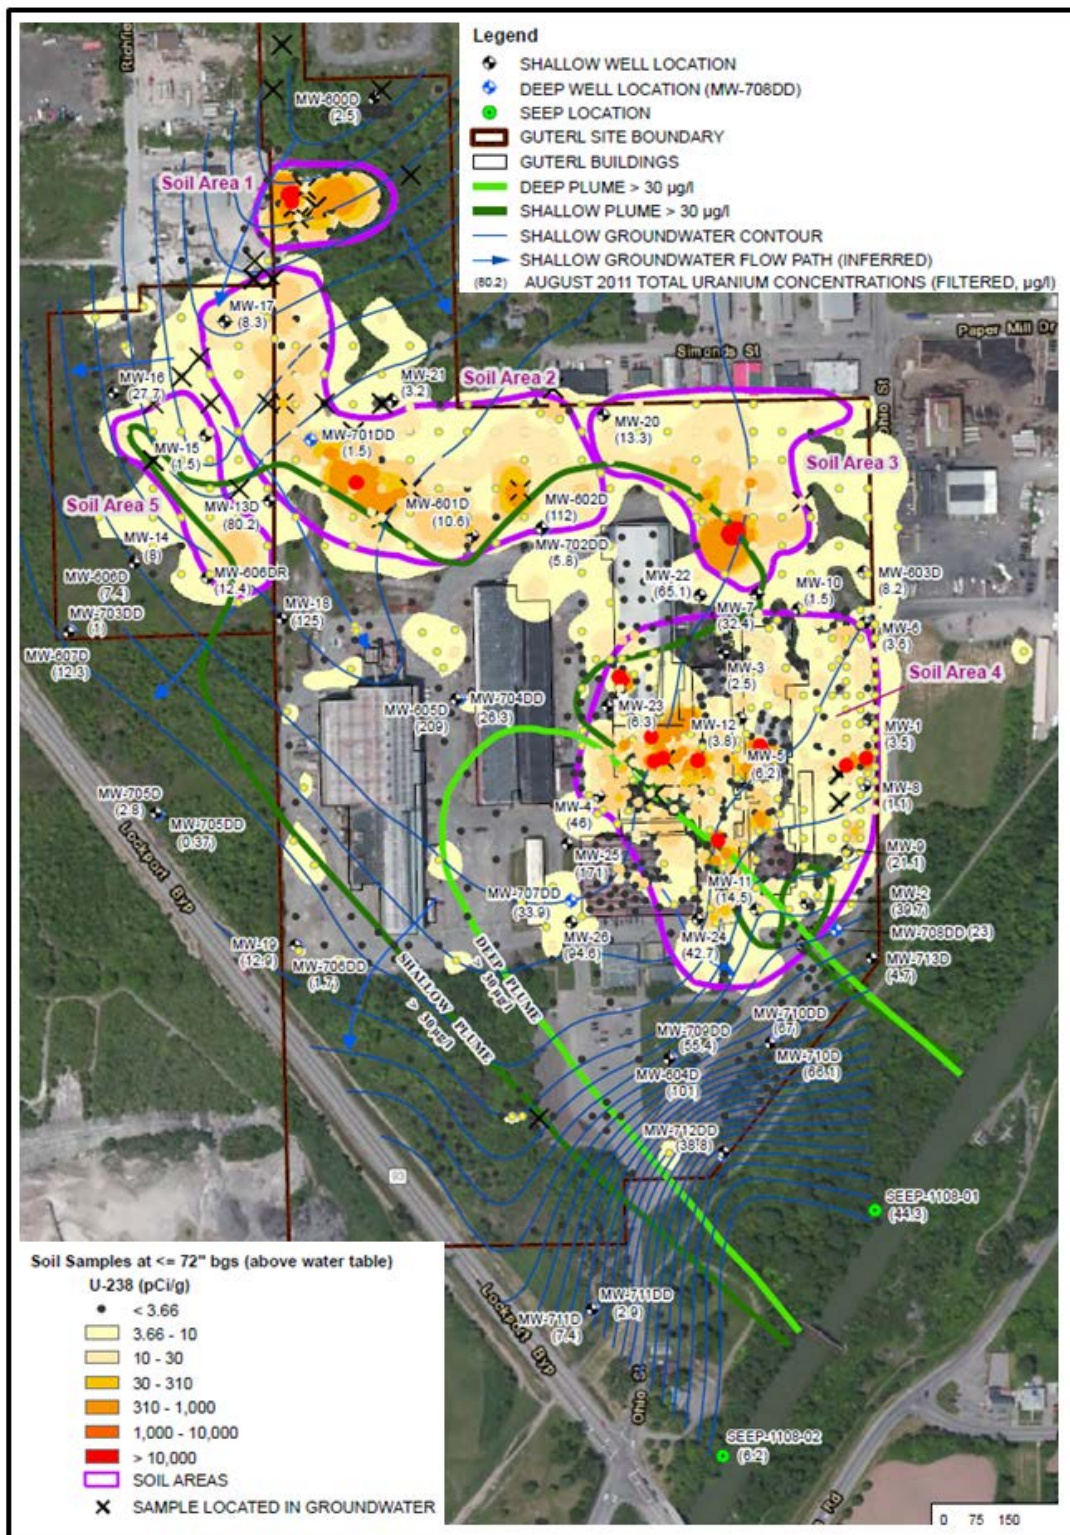 Legend
SHALLOW WELL LOCATION
DEEP WELL LOCATION (MW-708DD)
SEEP LOCATION
GUTERL SITE BOUNDARY
GUTERL BUILDINGS
DEEP PLUME > 30 µg/l
SHALLOW PLUME > 30 µg/l
SHALLOW GROUNDWATER CONTOUR
SHALLOW GROUNDWATER FLOW PATH (INFERRED)
(80.2) AUGUST 2011 TOTAL URANIUM CONCENTRATIONS (FILTERED, µg/l)
Richfie
MW-600D
(2.5)
Soil Area 1
MW-17
(8.3)
Paper Mill Dr
Simonds St
Ohio St
MW-16
(27.7)
MW-21
(3.2)
Soil Area 2
MW-20
(13.3)
MW-701DD
(1.5)
MW-15
(1.5)
Soil Area 3
Soil Area 5
MW-13D
(80.2)
MW-601D
(10.6)
MW-602D
(112)
MW-702DD
(5.8)
MW-14
(8)
MW-606D
(7.4)
MW-606DR
(12.4)
MW-703DD
(1)
MW-607D
(12.3)
MW-18
(125)
MW-22
(65.1)
MW-10
(1.5)
MW-603D
(8.2)
MW-7
(32.4)
MW-6
(3.6)
MW-3
(2.5)
Soil Area 4
MW-605D
(209)
MW-704DD
(26.3)
MW-23
(6.3)
MW-12
(3.8)
MW-1
(3.5)
MW-5
(6.2)
MW-8
(1.1)
MW-4
(46)
MW-705D
(2.8)
MW-705DD
(0.37)
Lockport Byp
MW-25
(171)
MW-9
(21.1)
MW-11
(14.5)
MW-2
(39.7)
MW-707DD
(33.9)
MW-26
(94.6)
MW-24
(42.7)
MW-708DD (23)
MW-713D
(4.7)
MW-19
(12.9)
MW-706DD
(1.7)
DEEP PLUME
> 30 µg/l
SHALLOW PLUME
> 30 µg/l
MW-710DD
(67)
MW-709DD
(55.4)
MW-710D
(66.1)
MW-604D
(101)
MW-712DD
(38.8)
93
SEEP-1108-01
(44.3)
MW-711DD
(2.9)
MW-711D
(7.4)
Lockport Byp
Ohio St
SEEP-1108-02
(6.2)
Rd
Soil Samples at <= 72" bgs (above water table)
U-238 (pCi/g)
< 3.66
3.66 - 10
10 - 30
30 - 310
310 - 1,000
1,000 - 10,000
> 10,000
SOIL AREAS
SAMPLE LOCATED IN GROUNDWATER
0 75 150